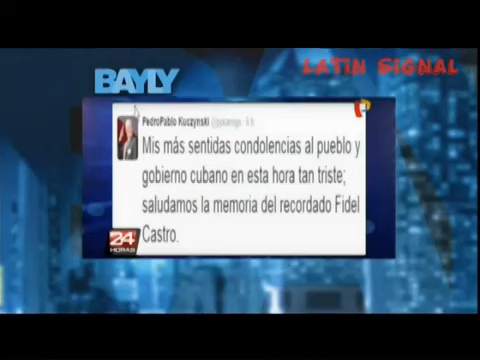 LATIN SIGNAL
BAYLY
PedroPablo Kuczynski
Mis más sentidas condolencias al pueblo y
gobierno cubano en esta hora tan triste;
saludamos la memoria del recordado Fidel
Castro.
24
HORAS